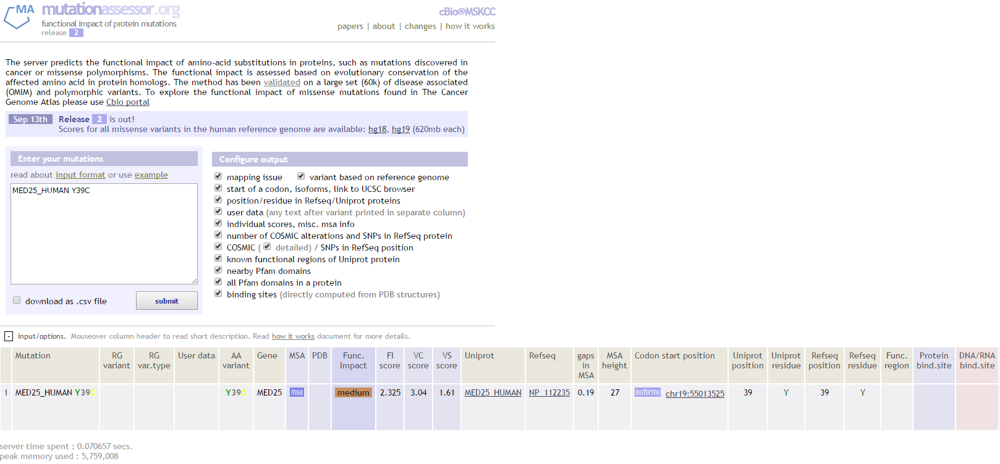 MA mutationassessor.org
functional impact of protein mutations
release 2
cBio@MSKCC
papers | about | changes | how it works
The server predicts the functional impact of amino-acid substitutions in proteins, such as mutations discovered in
cancer or missense polymorphisms. The functional impact is assessed based on evolutionary conservation of the
affected amino acid in protein homologs. The method has been validated on a large set (60k) of disease associated
(OMIM) and polymorphic variants. To explore the functional impact of missense mutations found in The Cancer
Genome Atlas please use Cbio portal
Sep 13th Release 2 is out!
Scores for all missense variants in the human reference genome are available: hg18, hg19 (620mb each)
Enter your mutations
read about input format or use example
MED25_HUMAN Y39C
download as .csv file submit
Configure output
mapping issue variant based on reference genome
start of a codon, isoforms, link to UCSC browser
position/residue in Refseq/Uniprot proteins
user data (any text after variant printed in separate column)
individual scores, misc. msa info
number of COSMIC alterations and SNPs in RefSeq protein
COSMIC ( detailed) / SNPs in RefSeq position
known functional regions of Uniprot protein
nearby Pfam domains
all Pfam domains in a protein
binding sites (directly computed from PDB structures)
- input/options. Mouseover column header to read short description. Read how it works document for more details.
Mutation RG User data AA Gene MSA PDB Func. FI VC VS Uniprot Refseq gaps MSA Codon start position Uniprot Uniprot Refseq Refseq Func. Protein DNA/RNA
variant var.type variant Impact score score score in height position residue position residue region bind.site bind.site
MSA
1 MED25_HUMAN Y39C Y39C MED25 msa medium 2.325 3.04 1.61 MED25_HUMAN NP_112235 0.19 27 isoforms chr19:55013525 39 Y 39 Y
server time spent : 0.070657 secs.
peak memory used : 5,759,008